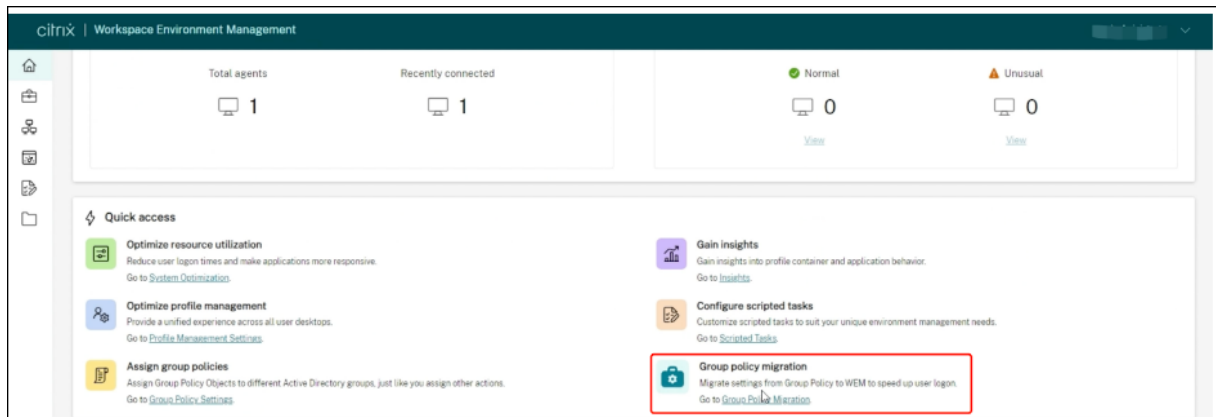 citrix | Workspace Environment Management
Total agents
Recently connected
Normal
Unusual
1
1
0
0
View
View
Quick access
Optimize resource utilization
Reduce user logon times and make applications more responsive.
Go to System Optimization.
Gain insights
Gain insights into profile container and application behavior.
Go to Insights.
Optimize profile management
Provide a unified experience across all user desktops.
Go to Profile Management Settings.
Configure scripted tasks
Customize scripted tasks to suit your unique environment management needs.
Go to Scripted Tasks.
Assign group policies
Assign Group Policy Objects to different Active Directory groups, just like you assign other actions.
Go to Group Policy Settings.
Group policy migration
Migrate settings from Group Policy to WEM to speed up user logon.
Go to Group Policy Migration.